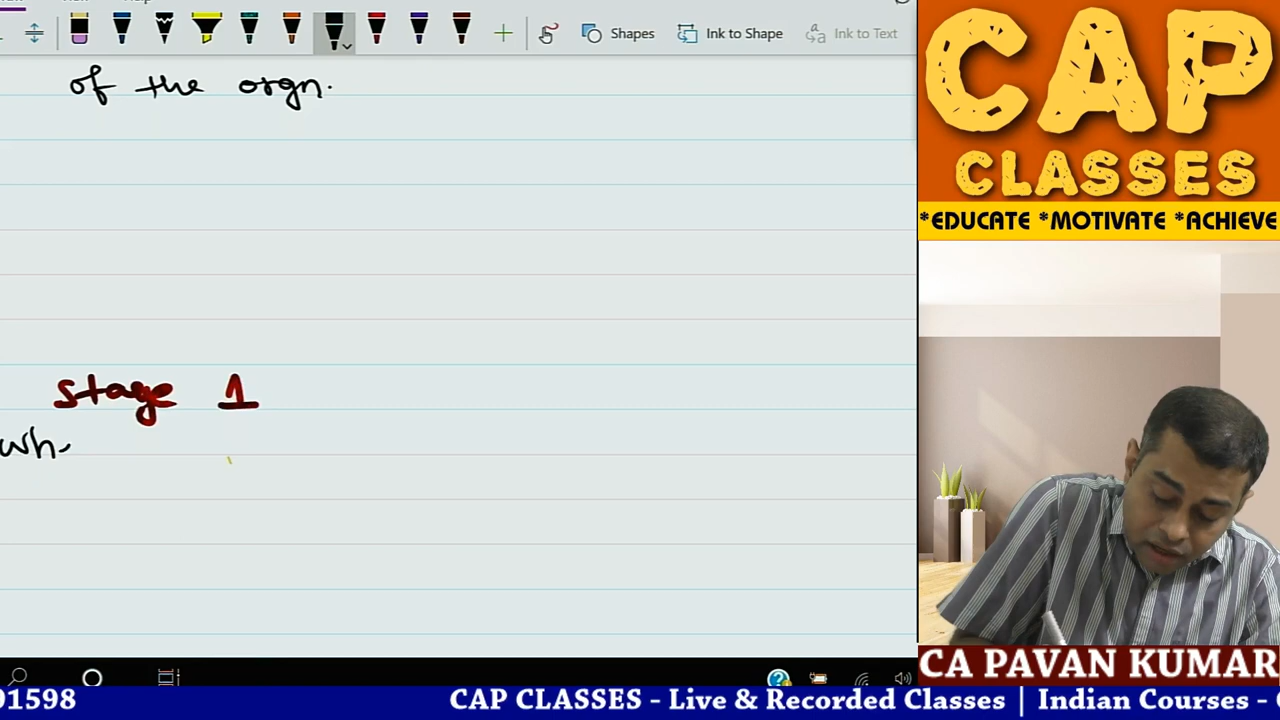 Shapes
Ink to Shape
Ink to Text
of the orgn.
stage 1
wh
CAP
CLASSES
*EDUCATE *MOTIVATE *ACHIEVE
CA PAVAN KUMAR
01598 CAP CLASSES - Live & Recorded Classes | Indian Courses -